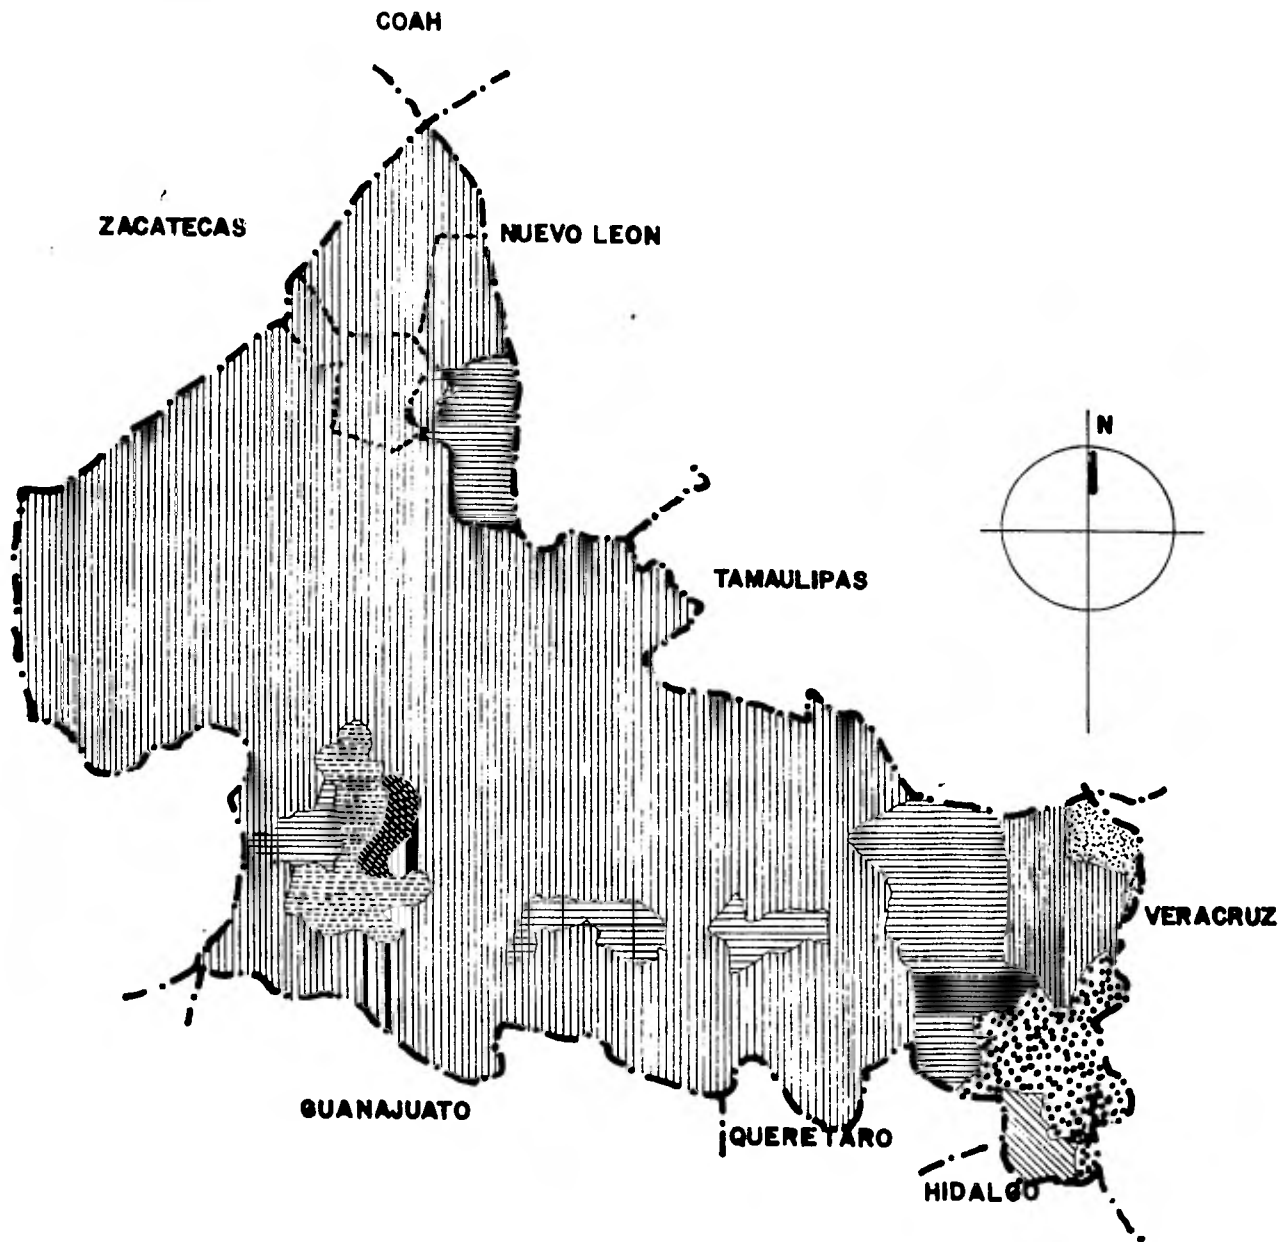 COAH
ZACATECAS
NUEVO LEON
N
TAMAULIPAS
VERACRUZ
GUANAJUATO
QUERETARO
HIDALGO